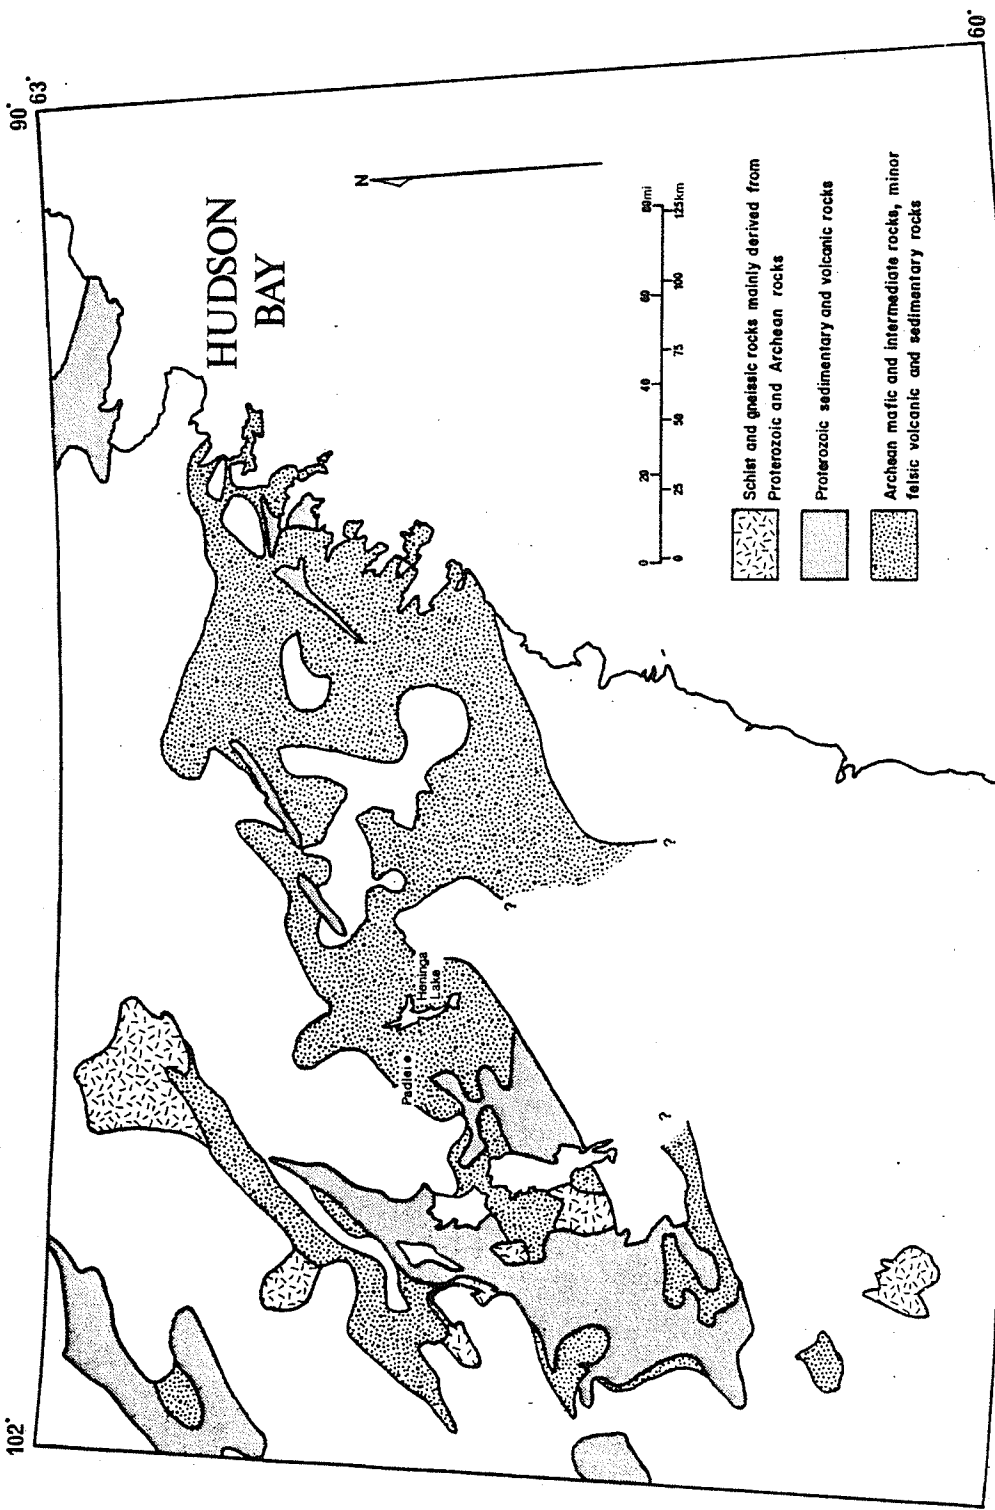 102°
90°
63°
60°
HUDSON
BAY
N
Padlei
Heninga
Lake
?
?
?
0 20 40 60 80mi
0 25 50 75 100 125km
Schist and gneissic rocks mainly derived from
Proterozoic and Archean rocks
Proterozoic sedimentary and volcanic rocks
Archean mafic and intermediate rocks, minor
felsic volcanic and sedimentary rocks